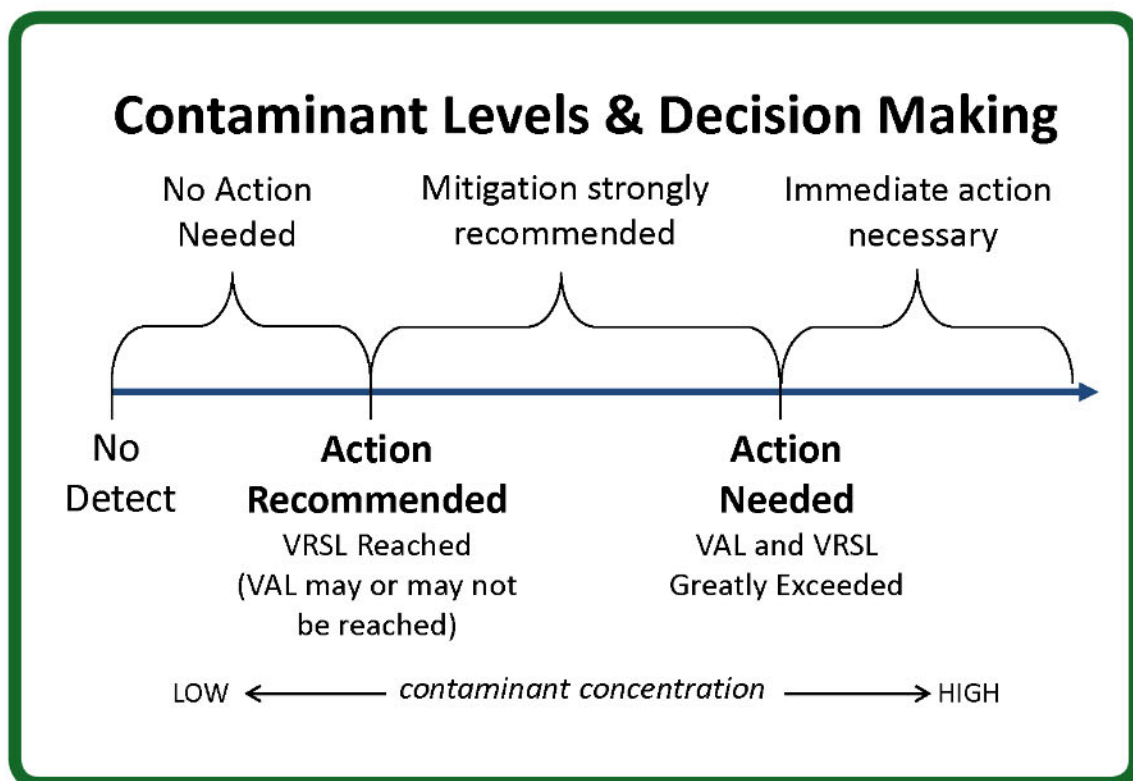 Contaminant Levels & Decision Making
No Action
Needed
Mitigation strongly
recommended
Immediate action
necessary
No
Detect
Action
Recommended
VRSL Reached
(VAL may or may not
be reached)
Action
Needed
VAL and VRSL
Greatly Exceeded
LOW contaminant concentration HIGH